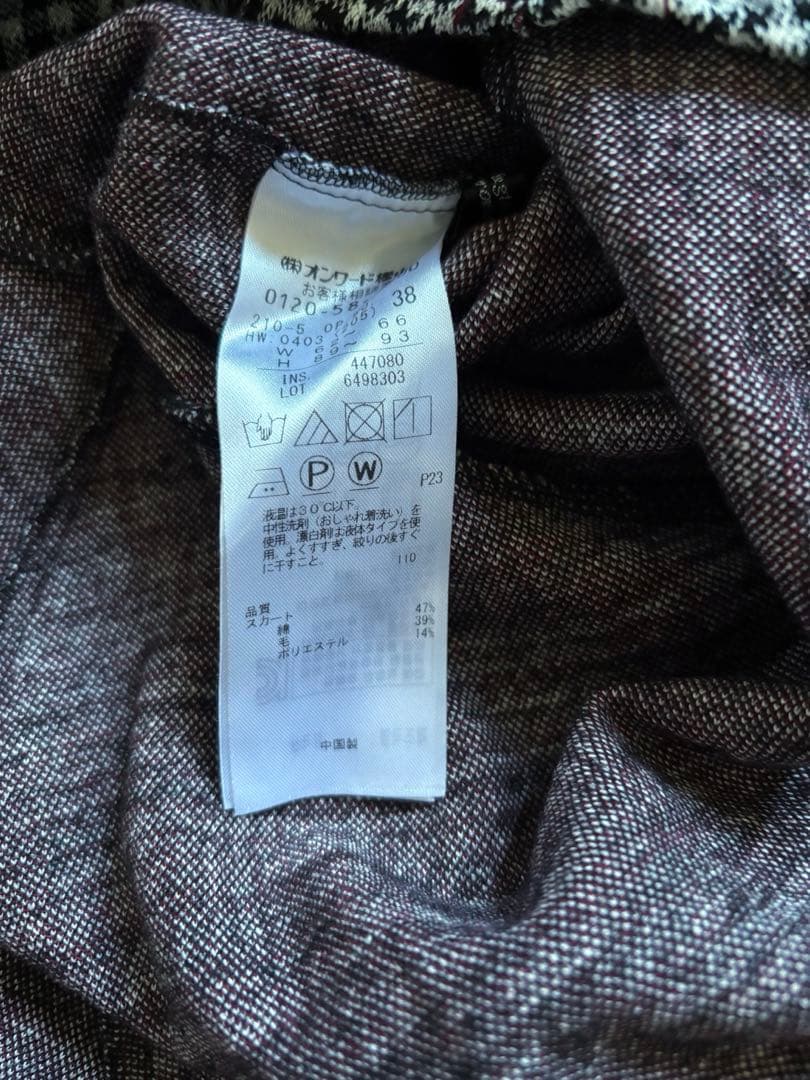 (株)オンワード
お客様相談
0120-58
38
210-5
HW:0403
W 62～66
H 89～93
INS. 447080
LOT 6498303
P W
P23
液温は30℃以下
中性洗剤(おしゃれ着洗い)を
使用。漂白剤は液体タイプを使
用。よくすすぎ、絞りの後すぐ
に干すこと。 110
品質
スカート
綿 47%
毛 39%
ポリエステル 14%
中国製